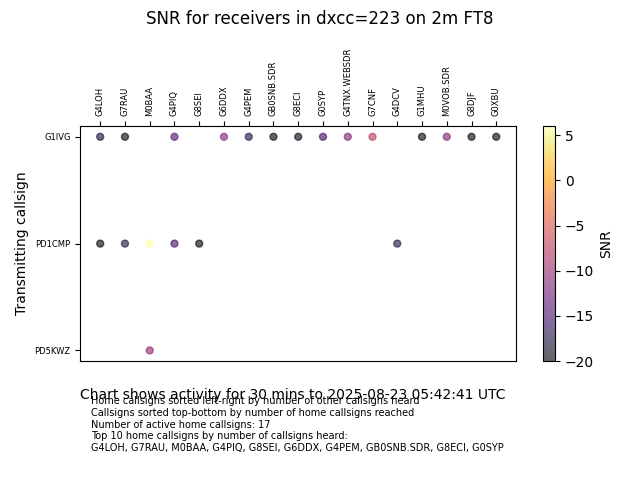 SNR for receivers in dxcc=223 on 2m FT8
G4LOH G7RAU M0BAA G4PIQ G8SEI G6DDX G4PEM GB0SNB.SDR G8ECI G0SYP G4TNX.WEBSDR G7CNF G4DCV G1MHU M0VOB.SDR G8DJF G0XBU
Transmitting callsign
G1IVG
PD1CMP
PD5KWZ
5
0
−5
−10
−15
−20
SNR
Chart shows activity for 30 mins to 2025-08-23 05:42:41 UTC
Home callsigns sorted left-right by number of other callsigns heard
Callsigns sorted top-bottom by number of home callsigns reached
Number of active home callsigns: 17
Top 10 home callsigns by number of callsigns heard:
G4LOH, G7RAU, M0BAA, G4PIQ, G8SEI, G6DDX, G4PEM, GB0SNB.SDR, G8ECI, G0SYP